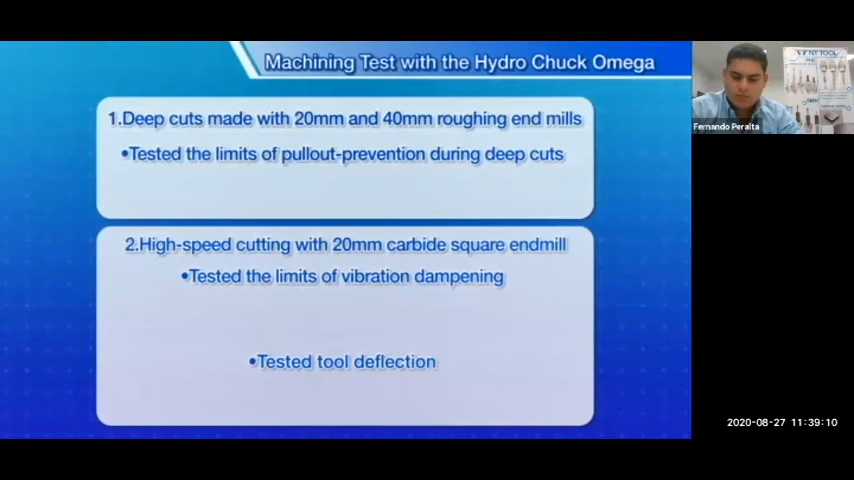 Machining Test with the Hydro Chuck Omega
1.Deep cuts made with 20mm and 40mm roughing end mills
•Tested the limits of pullout-prevention during deep cuts
2.High-speed cutting with 20mm carbide square endmill
•Tested the limits of vibration dampening
•Tested tool deflection
NT TOOL
Fernando Peralta
2020-08-27 11:39:10